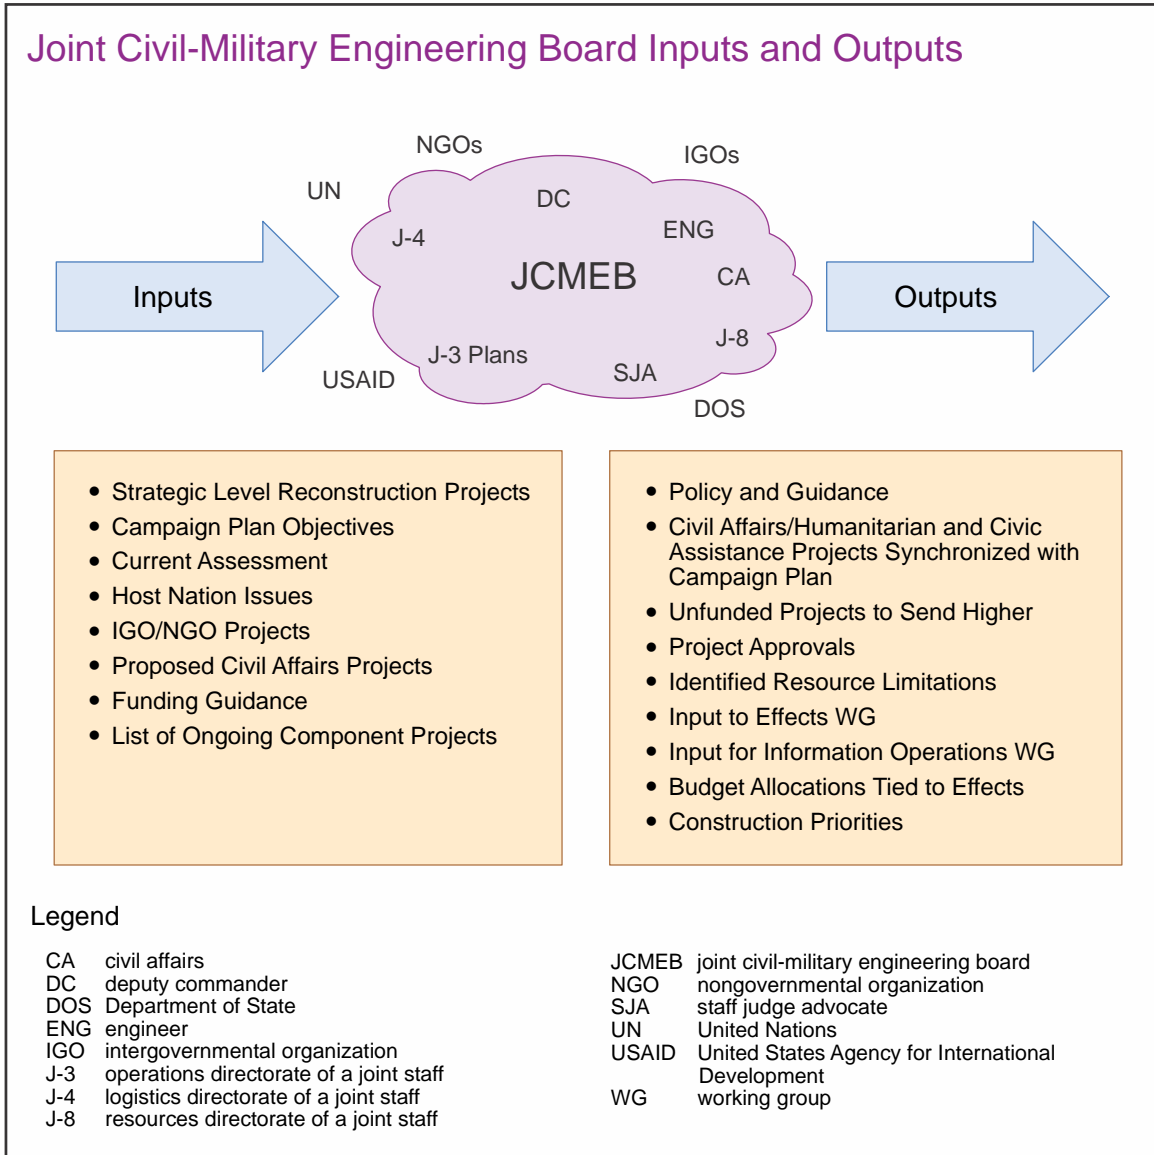 Joint Civil-Military Engineering Board Inputs and Outputs
NGOs
IGOs
UN
DC
J-4
ENG
JCMEB
CA
Inputs
Outputs
J-8
J-3 Plans
USAID
SJA
DOS
• Strategic Level Reconstruction Projects
• Campaign Plan Objectives
• Current Assessment
• Host Nation Issues
• IGO/NGO Projects
• Proposed Civil Affairs Projects
• Funding Guidance
• List of Ongoing Component Projects
• Policy and Guidance
• Civil Affairs/Humanitarian and Civic
Assistance Projects Synchronized with
Campaign Plan
• Unfunded Projects to Send Higher
• Project Approvals
• Identified Resource Limitations
• Input to Effects WG
• Input for Information Operations WG
• Budget Allocations Tied to Effects
• Construction Priorities
Legend
CA civil affairs
DC deputy commander
DOS Department of State
ENG engineer
IGO intergovernmental organization
J-3 operations directorate of a joint staff
J-4 logistics directorate of a joint staff
J-8 resources directorate of a joint staff
JCMEB joint civil-military engineering board
NGO nongovernmental organization
SJA staff judge advocate
UN United Nations
USAID United States Agency for International
Development
WG working group